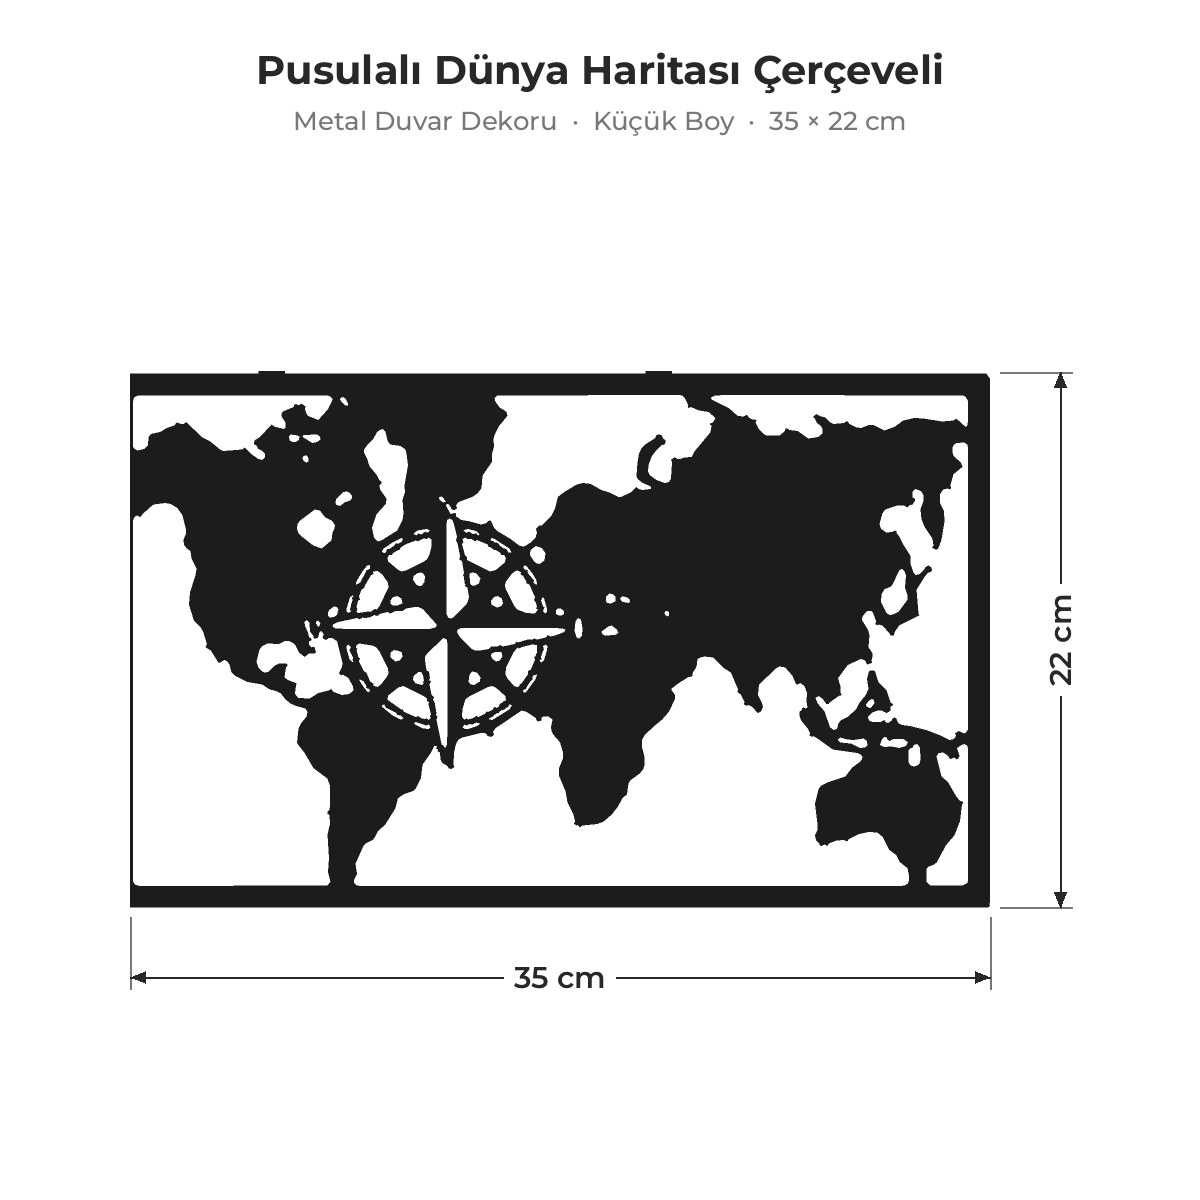 Pusulalı Dünya Haritası Çerçeveli
Metal Duvar Dekoru · Küçük Boy · 35 × 22 cm
22 cm
35 cm